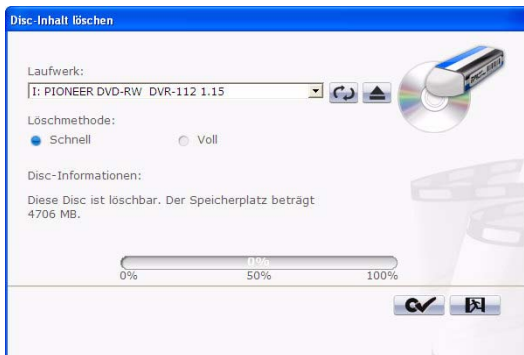 Disc-Inhalt löschen
Laufwerk:
I: PIONEER DVD-RW DVR-112 1.15
Löschmethode:
Schnell Voll
Disc-Informationen:
Diese Disc ist löschbar. Der Speicherplatz beträgt
4706 MB.
0%
0% 50% 100%